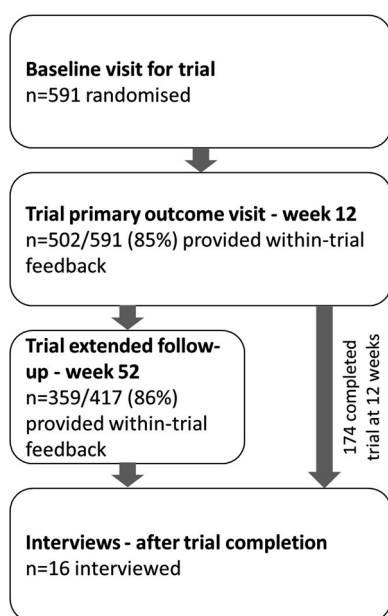 Baseline visit for trial
n=591 randomised
Trial primary outcome visit - week 12
n=502/591 (85%) provided within-trial
feedback
Trial extended follow-
up - week 52
n=359/417 (86%)
provided within-trial
feedback
174 completed
trial at 12 weeks
Interviews - after trial completion
n=16 interviewed